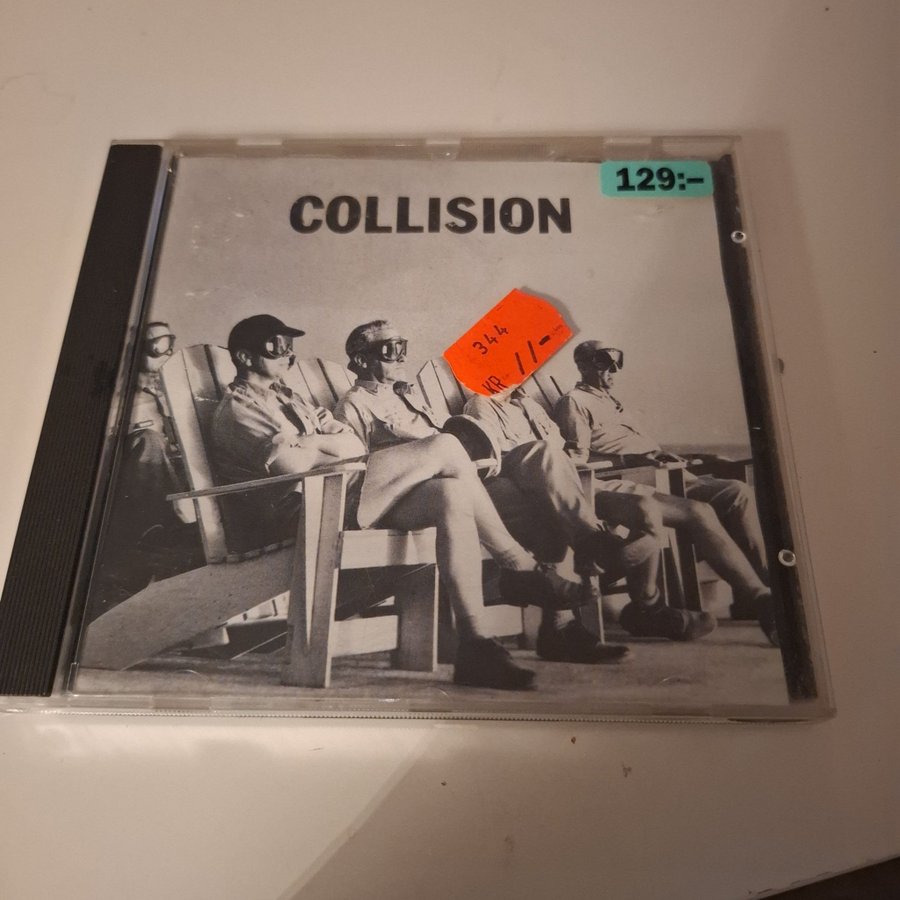 COLLISION
129:-
344
KR 11-